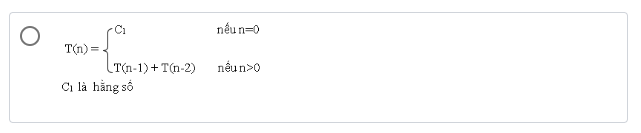 C₁ nếu n=0
T(n) =
T(n-1) + T(n-2) nếu n>0
C₁ là hằng số